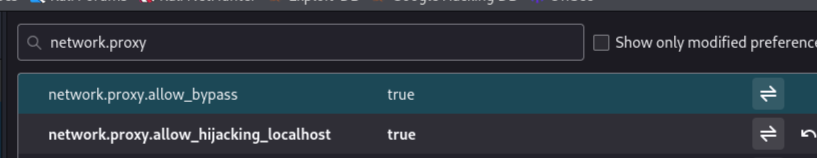 network.proxy
Show only modified preference
network.proxy.allow_bypass true
network.proxy.allow_hijacking_localhost true